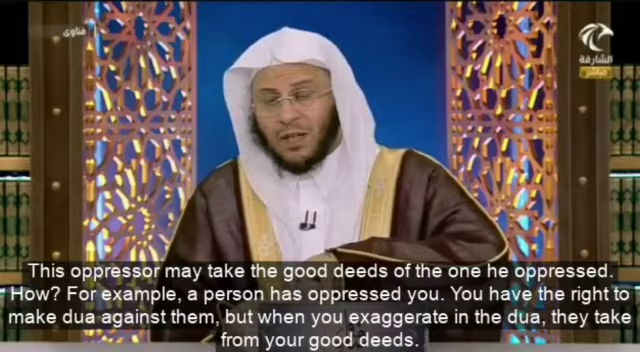 فتاوى
الشارقة
مباشر
This oppressor may take the good deeds of the one he oppressed.
How? For example, a person has oppressed you. You have the right to
make dua against them, but when you exaggerate in the dua, they take
from your good deeds.